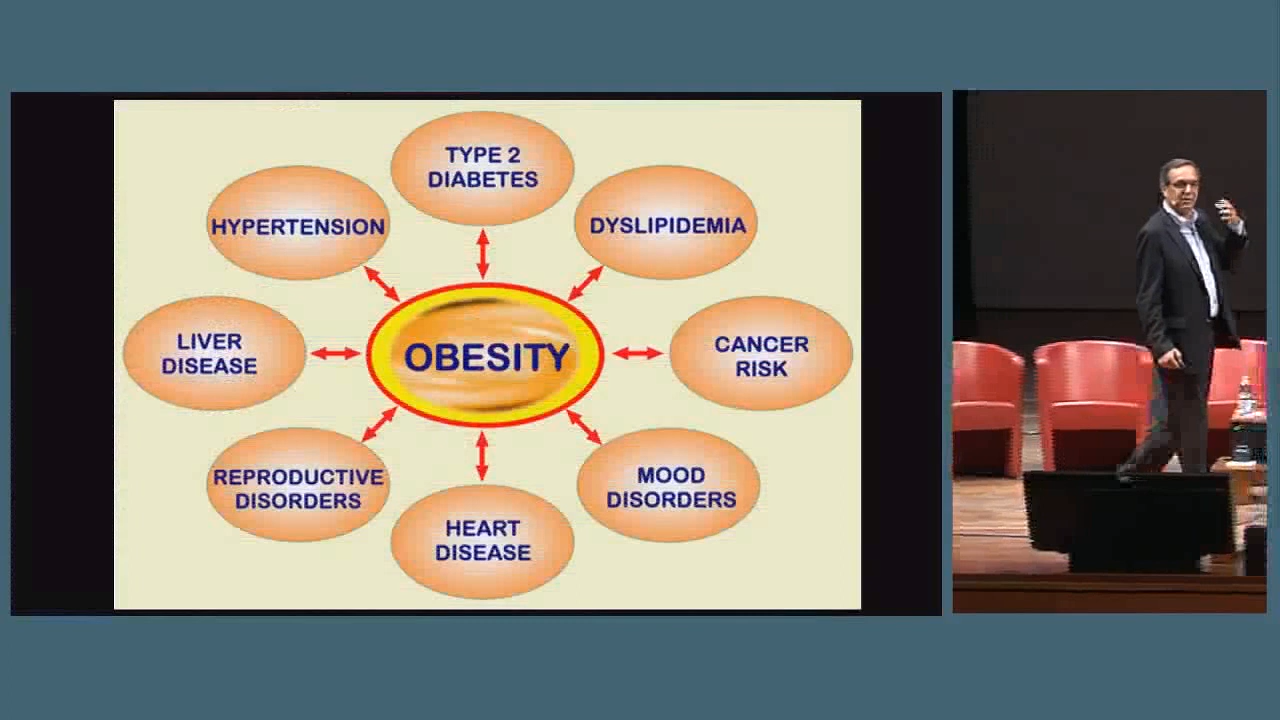 TYPE 2
DIABETES
HYPERTENSION
DYSLIPIDEMIA
LIVER
DISEASE
OBESITY
CANCER
RISK
REPRODUCTIVE
DISORDERS
MOOD
DISORDERS
HEART
DISEASE